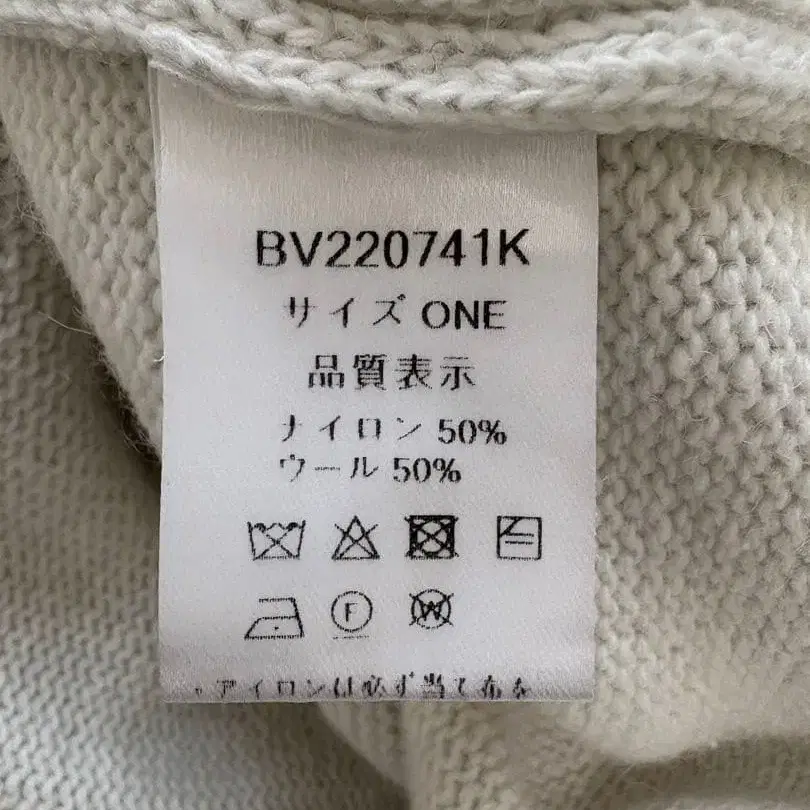 BV220741K
サイズ ONE
品質表示
ナイロン 50%
ウール 50%
F W
・アイロンは必ず当て布を